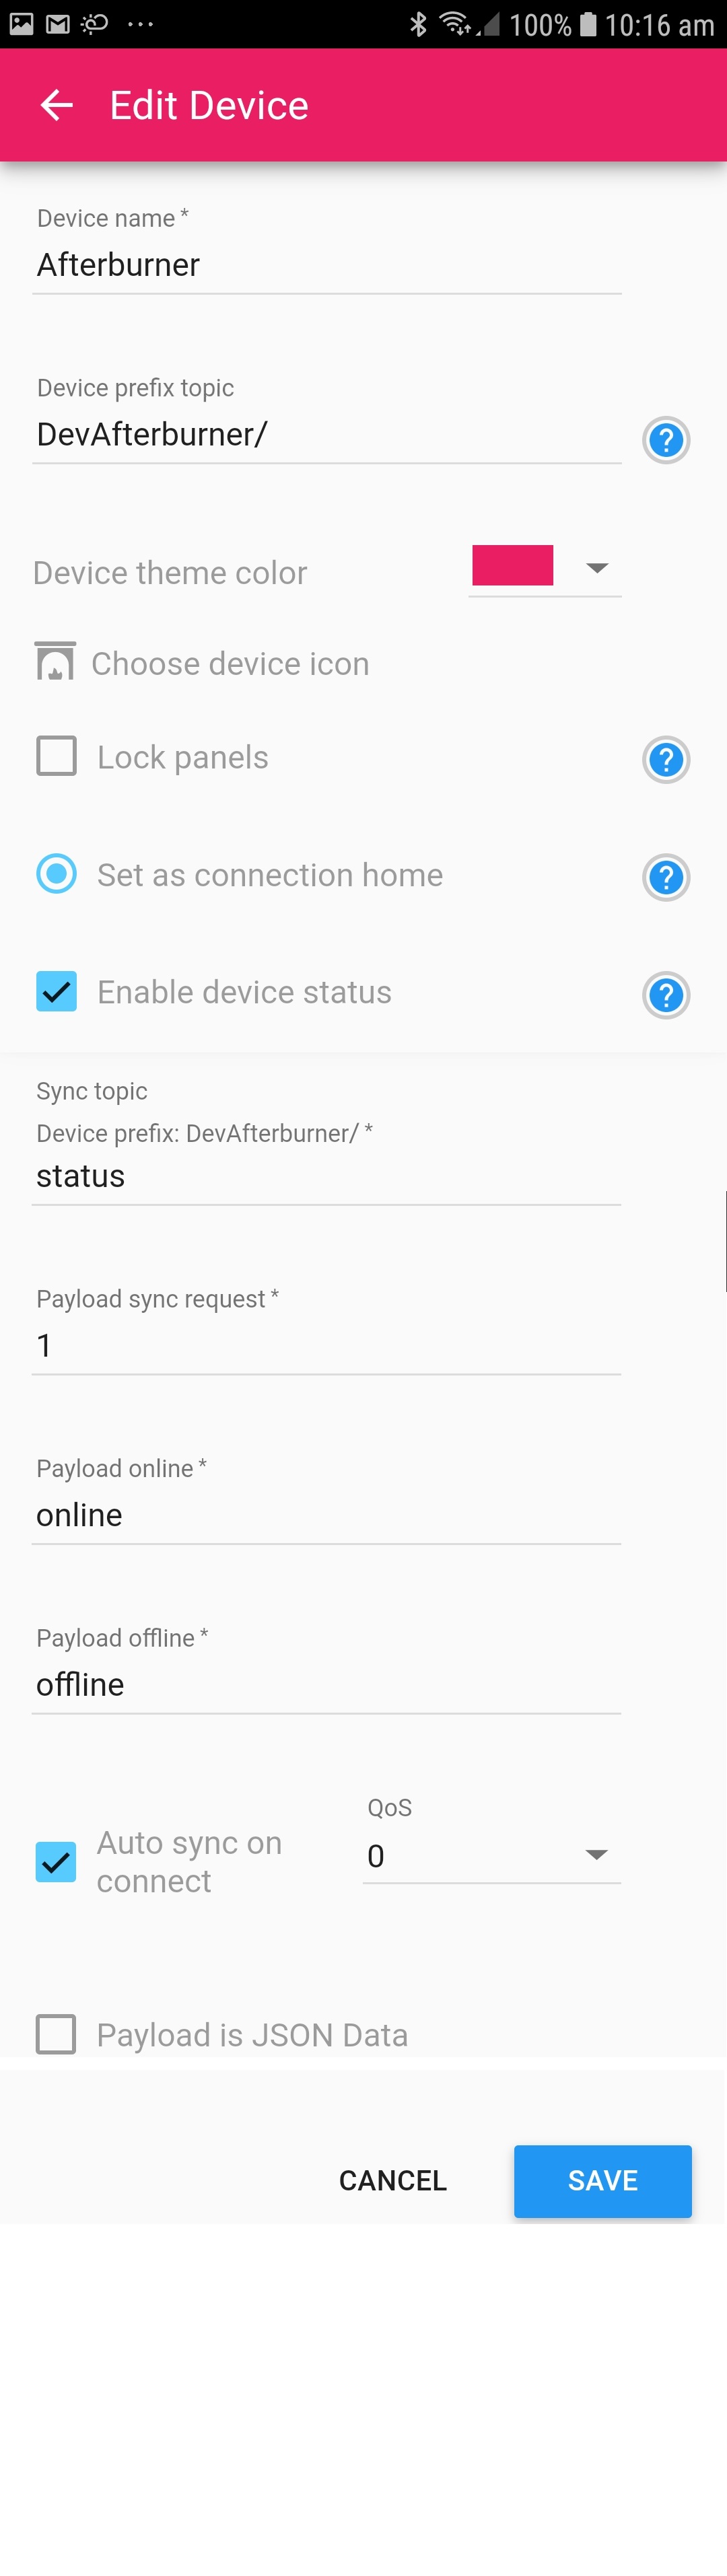 100% 10:16 am
Edit Device
Device name *
Afterburner
Device prefix topic
DevAfterburner/
?
Device theme color
Choose device icon
Lock panels
?
Set as connection home
?
Enable device status
?
Sync topic
Device prefix: DevAfterburner/ *
status
Payload sync request *
1
Payload online *
online
Payload offline *
offline
QoS
Auto sync on
connect
0
Payload is JSON Data
CANCEL SAVE